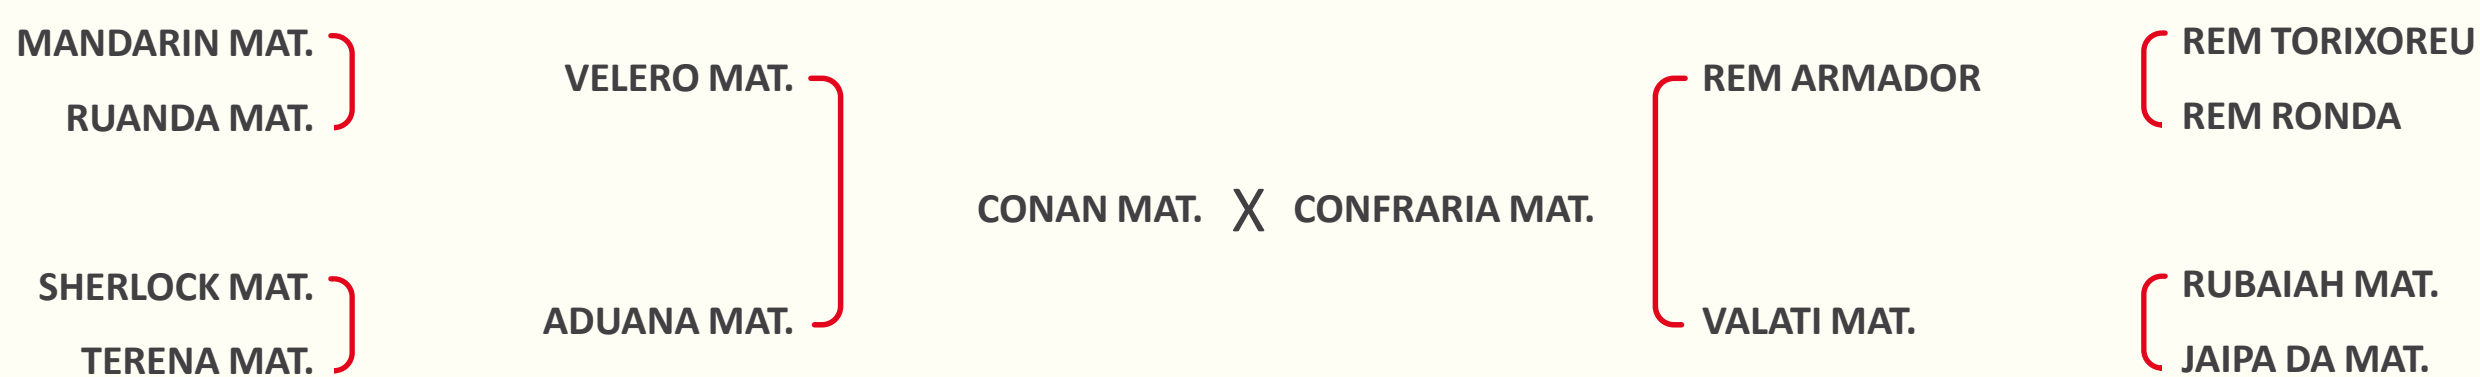 MANDARIN MAT.
RUANDA MAT.
SHERLOCK MAT.
TERENA MAT.
VELERO MAT.
ADUANA MAT.
CONAN MAT. X CONFRARIA MAT.
REM ARMADOR
VALATI MAT.
REM TORIXOREU
REM RONDA
RUBAIAH MAT.
JAIPA DA MAT.